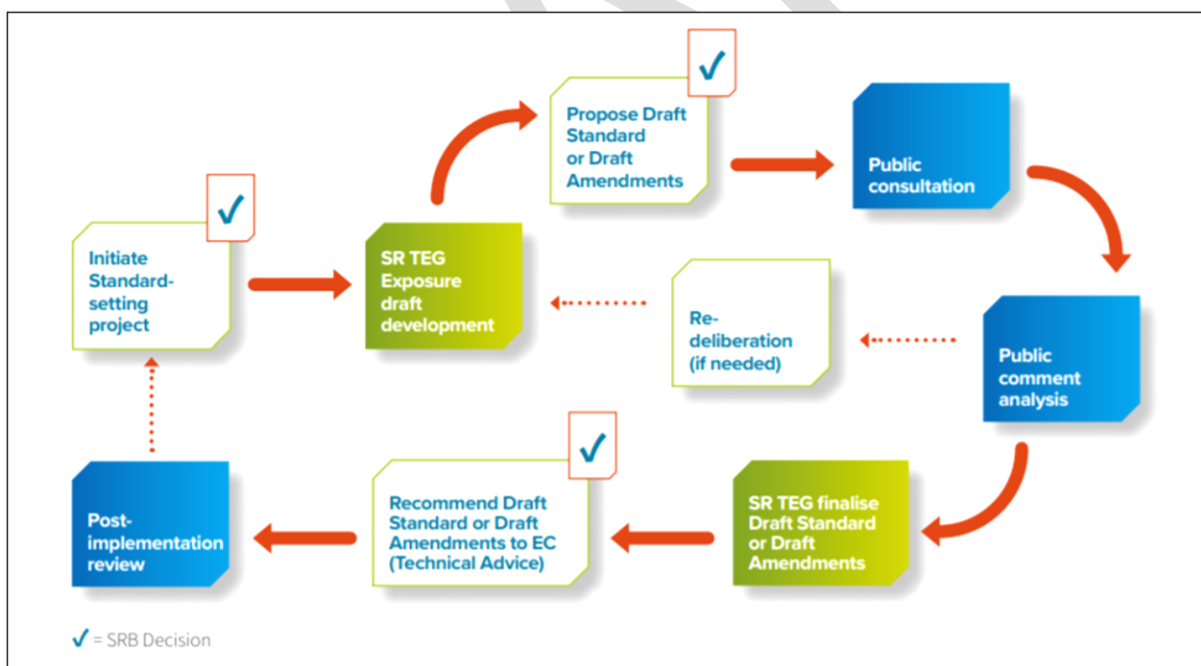 Propose Draft
Standard
or Draft
Amendments
Public
consultation
Initiate
Standard-
setting
project
SR TEG
Exposure
draft
development
Re-
deliberation
(if needed)
Public
comment
analysis
Post-
implementation
review
Recommend Draft
Standard or Draft
Amendments to EC
(Technical Advice)
SR TEG finalise
Draft Standard
or Draft
Amendments
✓ = SRB Decision